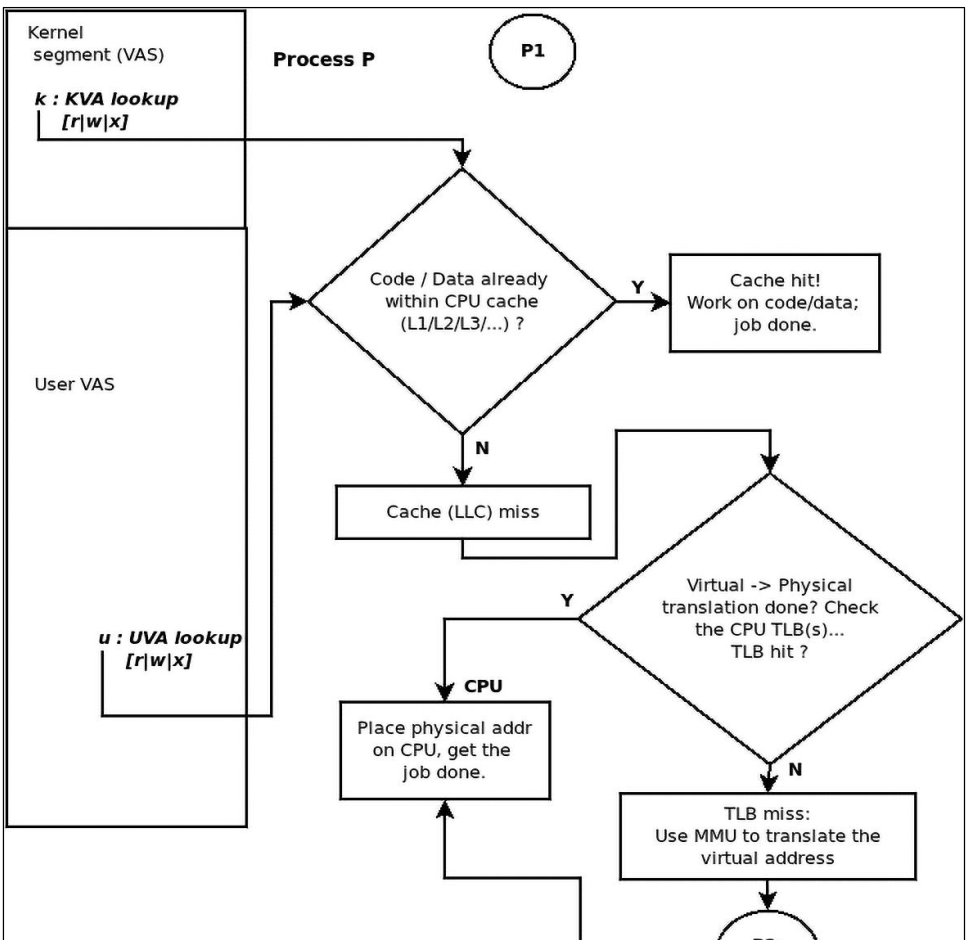 Kernel
segment (VAS)
Process P
P1
k : KVA lookup
[r|w|x]
Code / Data already
within CPU cache
(L1/L2/L3/...) ?
Y
Cache hit!
Work on code/data;
job done.
User VAS
N
Cache (LLC) miss
Virtual -> Physical
translation done? Check
the CPU TLB(s)...
TLB hit ?
Y
u : UVA lookup
[r|w|x]
CPU
Place physical addr
on CPU, get the
job done.
N
TLB miss:
Use MMU to translate the
virtual address